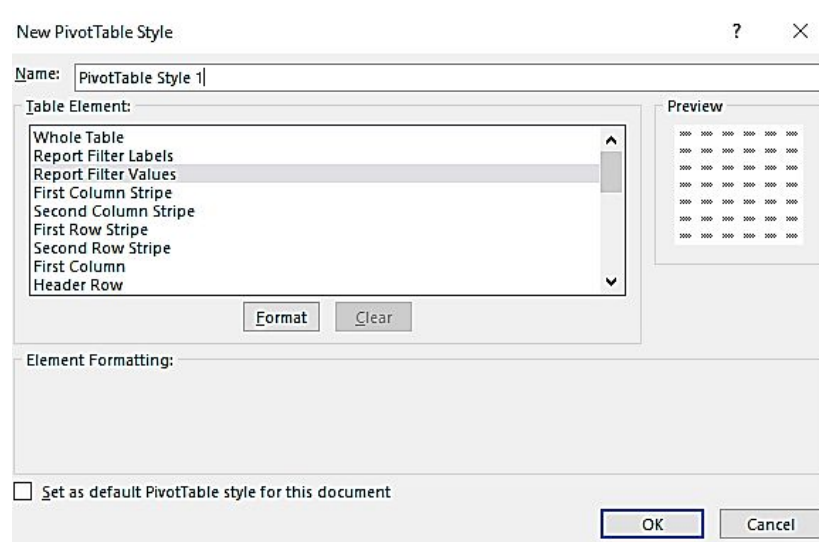 New PivotTable Style ?
Name: PivotTable Style 1
Table Element:
Whole Table
Report Filter Labels
Report Filter Values
First Column Stripe
Second Column Stripe
First Row Stripe
Second Row Stripe
First Column
Header Row
Format Clear
Preview
Element Formatting:
Set as default PivotTable style for this document
OK Cancel